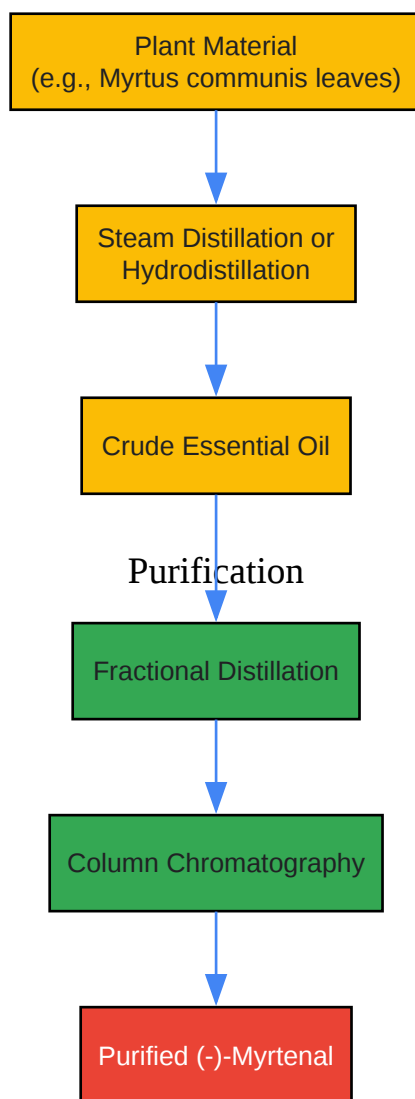 Plant Material
(e.g., Myrtus communis leaves)
Steam Distillation or
Hydrodistillation
Crude Essential Oil
Purification
Fractional Distillation
Column Chromatography
Purified (-)-Myrtenal